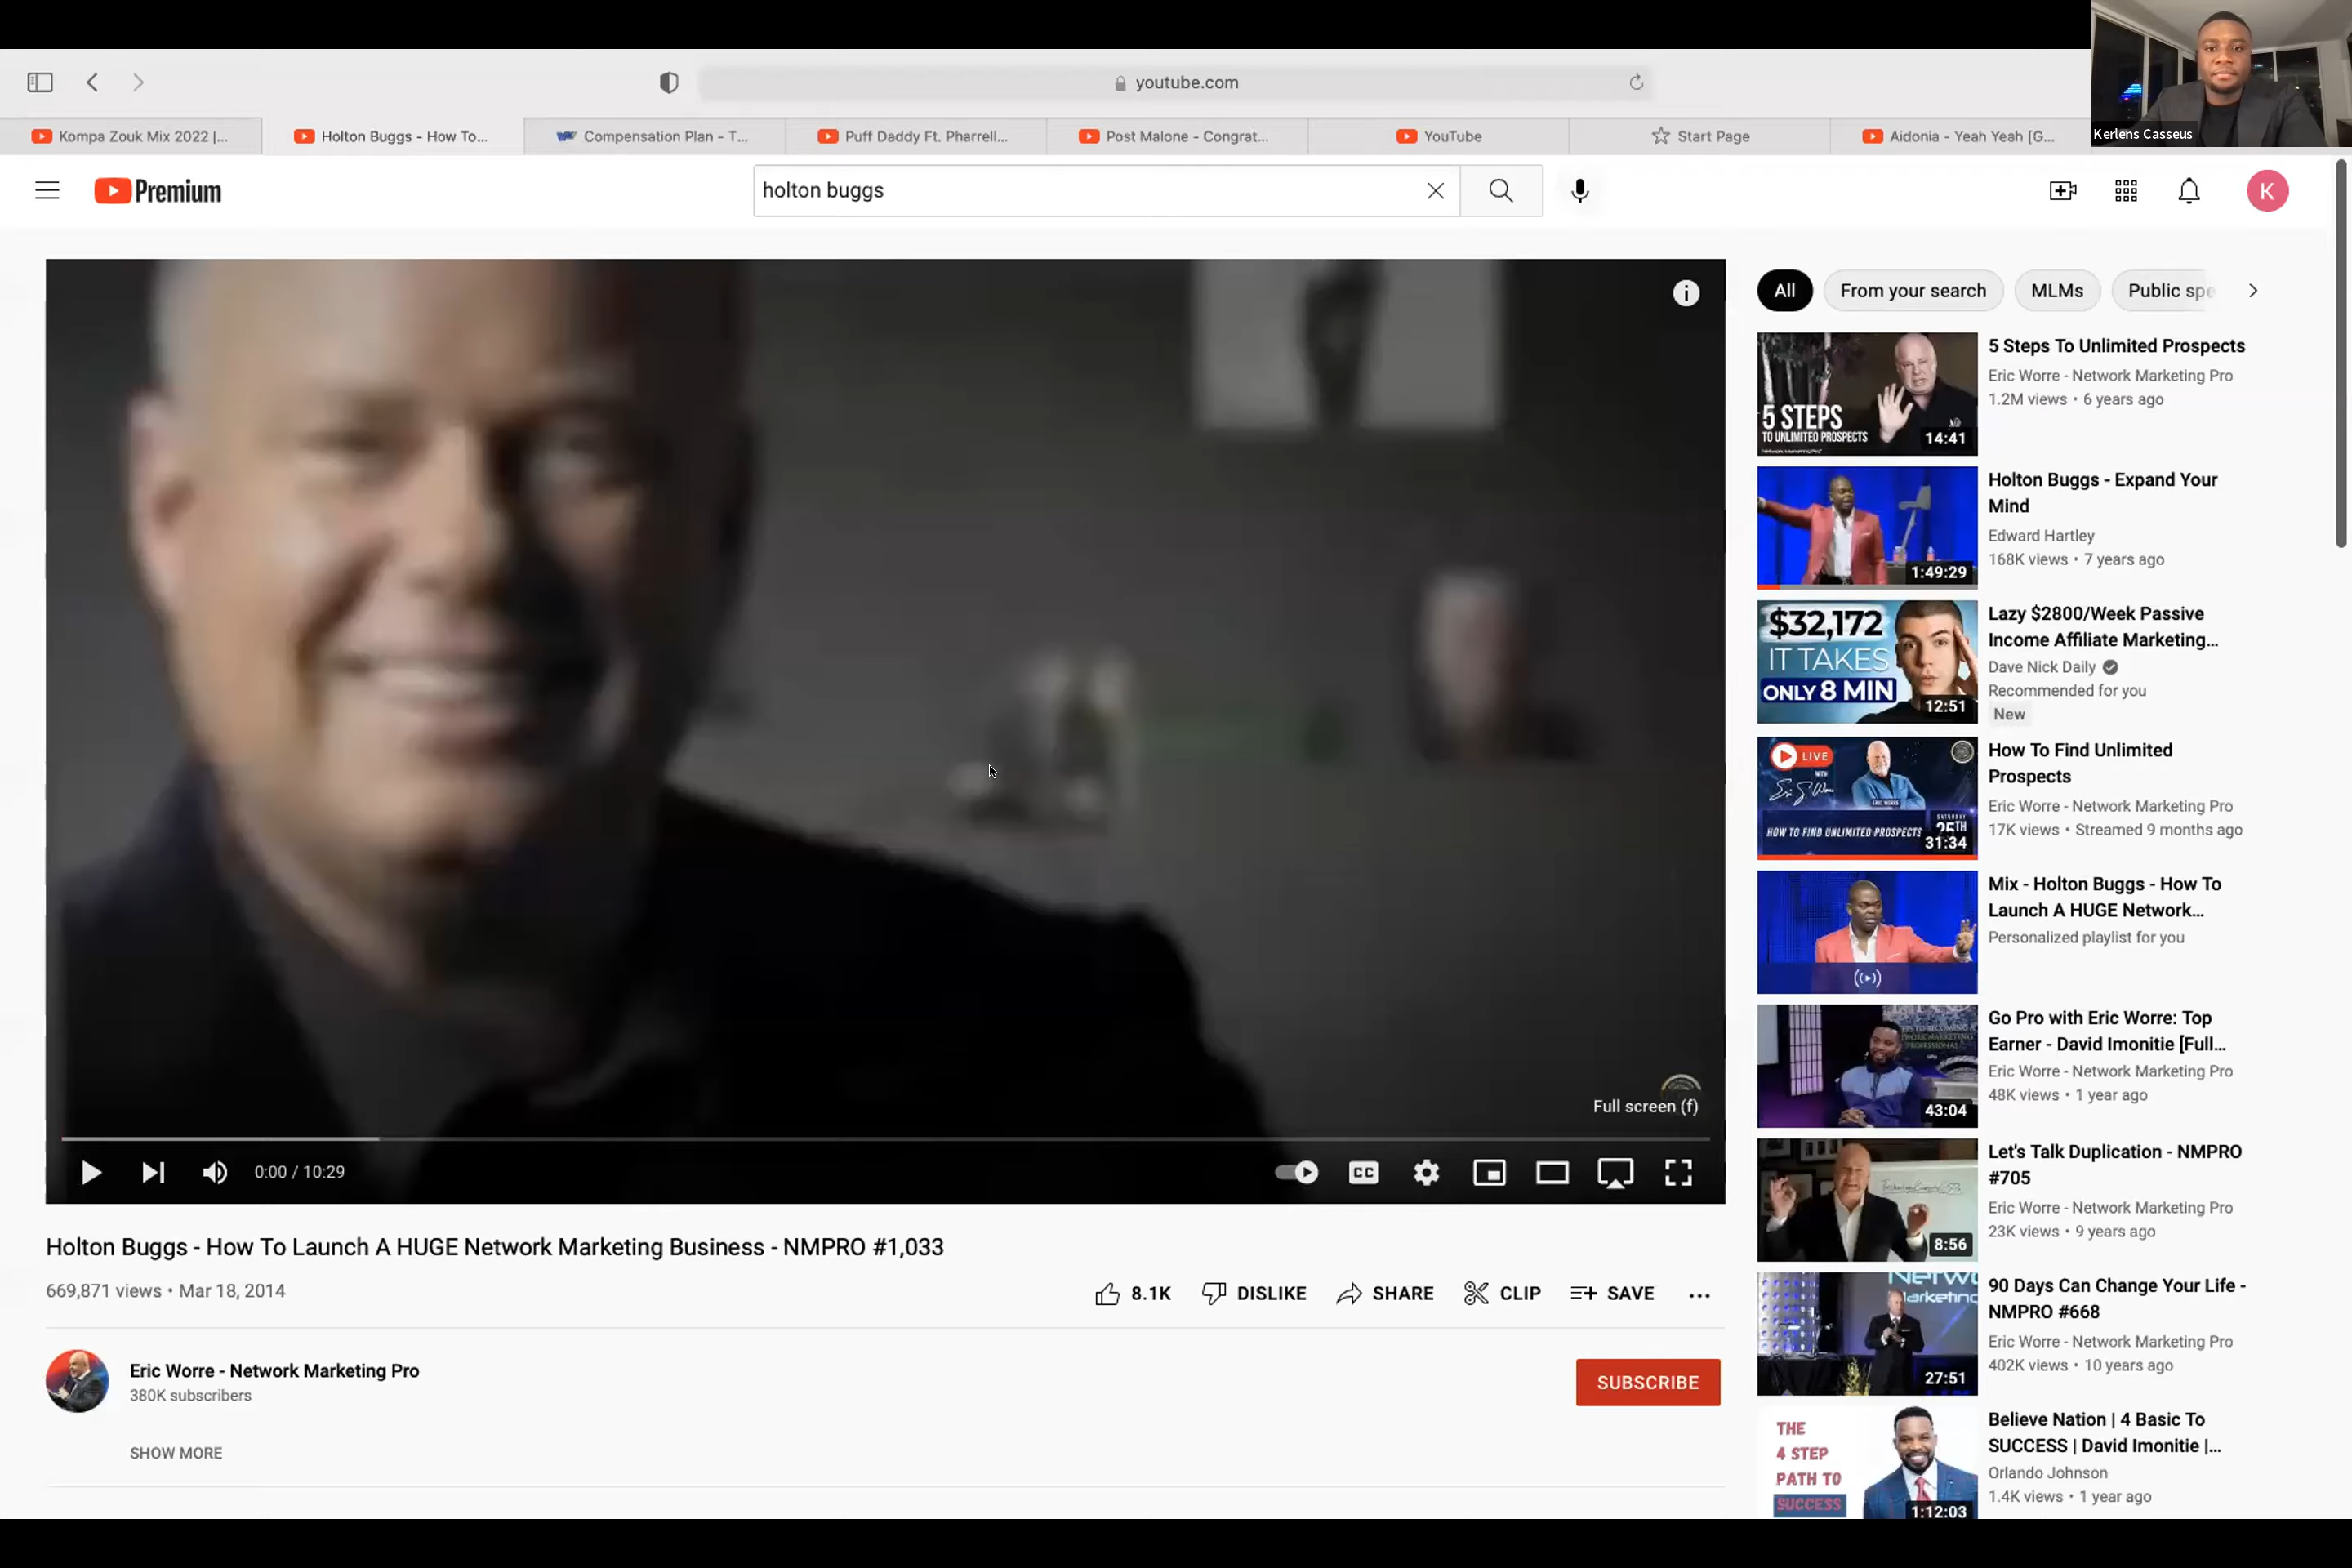 youtube.com
Kompa Zouk Mix 2022 |...
Holton Buggs - How To...
Compensation Plan - T...
Puff Daddy Ft. Pharrell...
Post Malone - Congrat...
YouTube
Start Page
Aidonia - Yeah Yeah [G...
Kerlens Casseus
Premium
holton buggs
K
Full screen (f)
0:00 / 10:29
CC
Holton Buggs - How To Launch A HUGE Network Marketing Business - NMPRO #1,033
669,871 views • Mar 18, 2014
8.1K
DISLIKE
SHARE
CLIP
SAVE
Eric Worre - Network Marketing Pro
380K subscribers
SUBSCRIBE
SHOW MORE
All
From your search
MLMs
Public spe
5 STEPS
TO UNLIMITED PROSPECTS
14:41
5 Steps To Unlimited Prospects
Eric Worre - Network Marketing Pro
1.2M views • 6 years ago
1:49:29
Holton Buggs - Expand Your
Mind
Edward Hartley
168K views • 7 years ago
$32,172
IT TAKES
ONLY 8 MIN
12:51
Lazy $2800/Week Passive
Income Affiliate Marketing...
Dave Nick Daily
Recommended for you
New
LIVE
WITH
ERIC WORRE
HOW TO FIND UNLIMITED PROSPECTS
SATURDAY
25TH
31:34
How To Find Unlimited
Prospects
Eric Worre - Network Marketing Pro
17K views • Streamed 9 months ago
Mix - Holton Buggs - How To
Launch A HUGE Network...
Personalized playlist for you
43:04
Go Pro with Eric Worre: Top
Earner - David Imonitie [Full...
Eric Worre - Network Marketing Pro
48K views • 1 year ago
8:56
Let's Talk Duplication - NMPRO
#705
Eric Worre - Network Marketing Pro
23K views • 9 years ago
27:51
90 Days Can Change Your Life -
NMPRO #668
Eric Worre - Network Marketing Pro
402K views • 10 years ago
THE
4 STEP
PATH TO
SUCCESS
1:12:03
Believe Nation | 4 Basic To
SUCCESS | David Imonitie |...
Orlando Johnson
1.4K views • 1 year ago